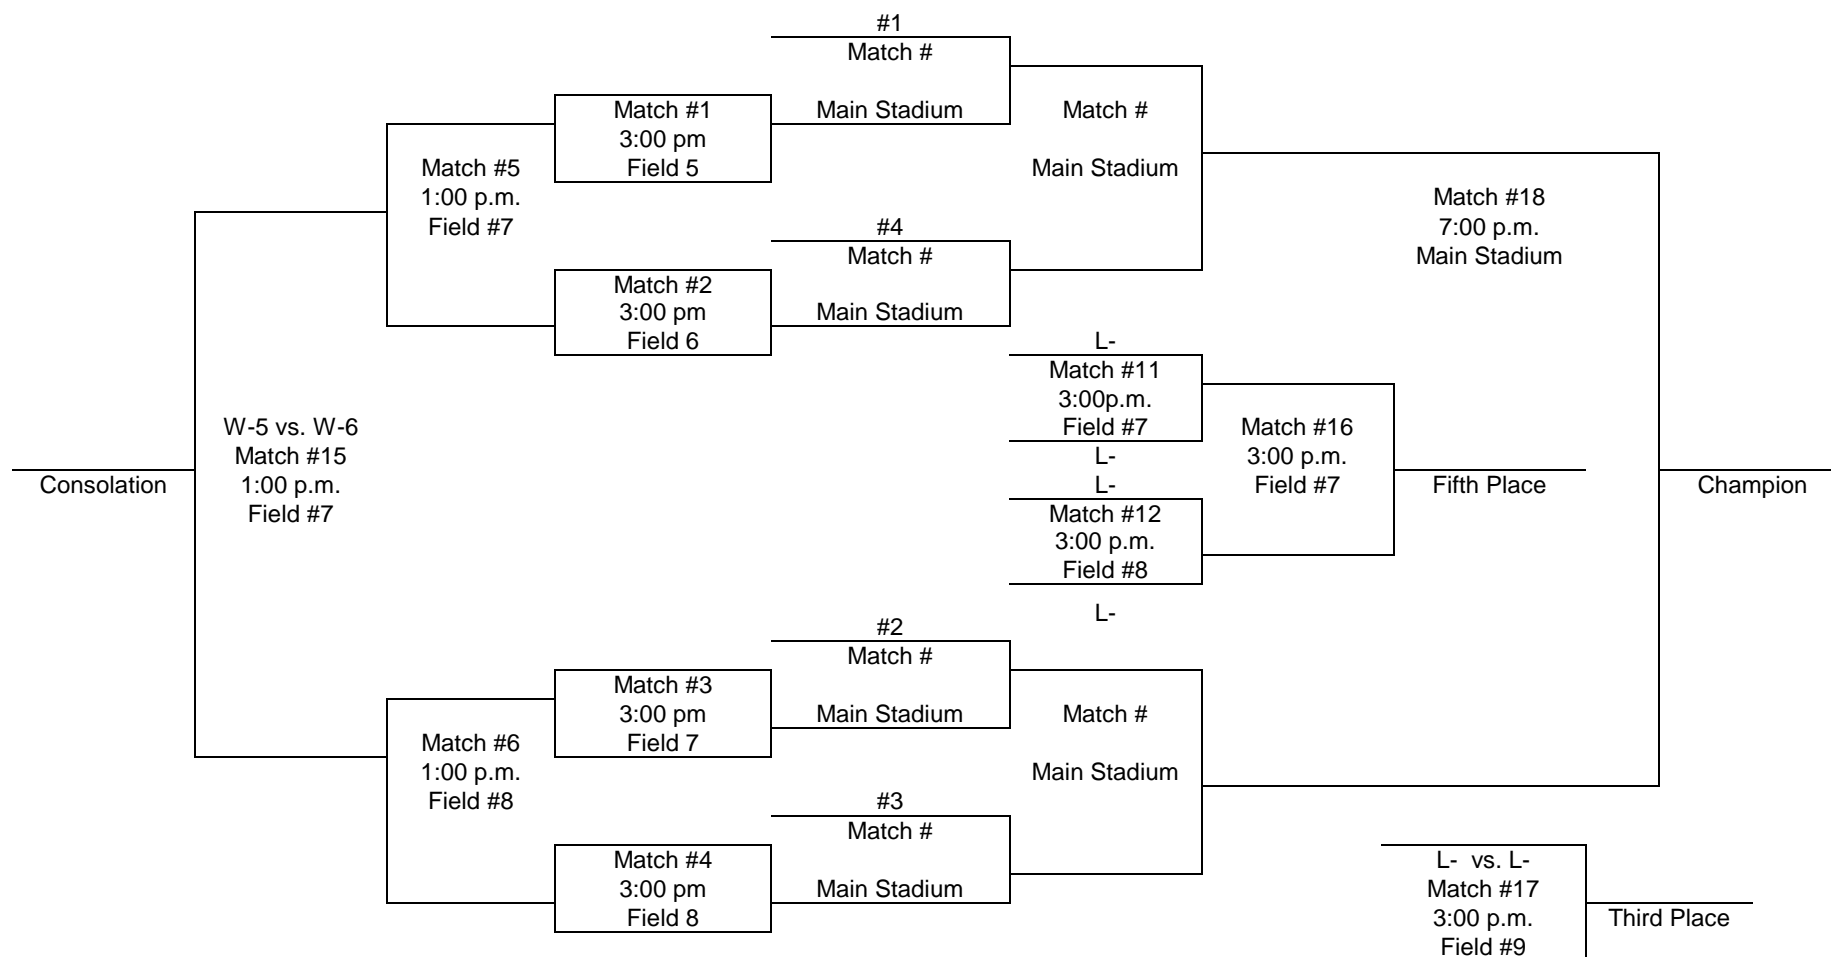 #1
Match #
Main Stadium
Match #1
3:00 pm
Field 5
Match #
Main Stadium
Match #5
1:00 p.m.
Field #7
Match #18
7:00 p.m.
Main Stadium
#4
Match #
Main Stadium
Match #2
3:00 pm
Field 6
L-
Match #11
3:00p.m.
Field #7
L-
W-5 vs. W-6
Match #15
1:00 p.m.
Field #7
Consolation
Match #16
3:00 p.m.
Field #7
Fifth Place
Champion
L-
Match #12
3:00 p.m.
Field #8
L-
#2
Match #
Main Stadium
Match #3
3:00 pm
Field 7
Match #
Main Stadium
Match #6
1:00 p.m.
Field #8
#3
Match #
Main Stadium
Match #4
3:00 pm
Field 8
L-  vs. L-
Match #17
3:00 p.m.
Field #9
Third Place